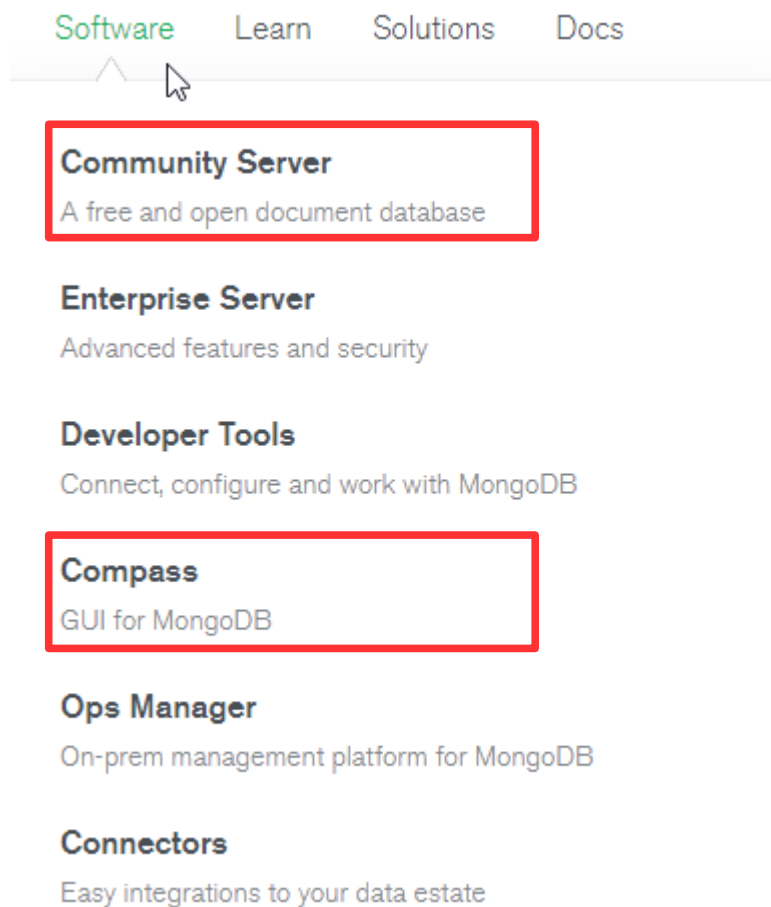 Software Learn Solutions Docs
Community Server
A free and open document database
Enterprise Server
Advanced features and security
Developer Tools
Connect, configure and work with MongoDB
Compass
GUI for MongoDB
Ops Manager
On-prem management platform for MongoDB
Connectors
Easy integrations to your data estate